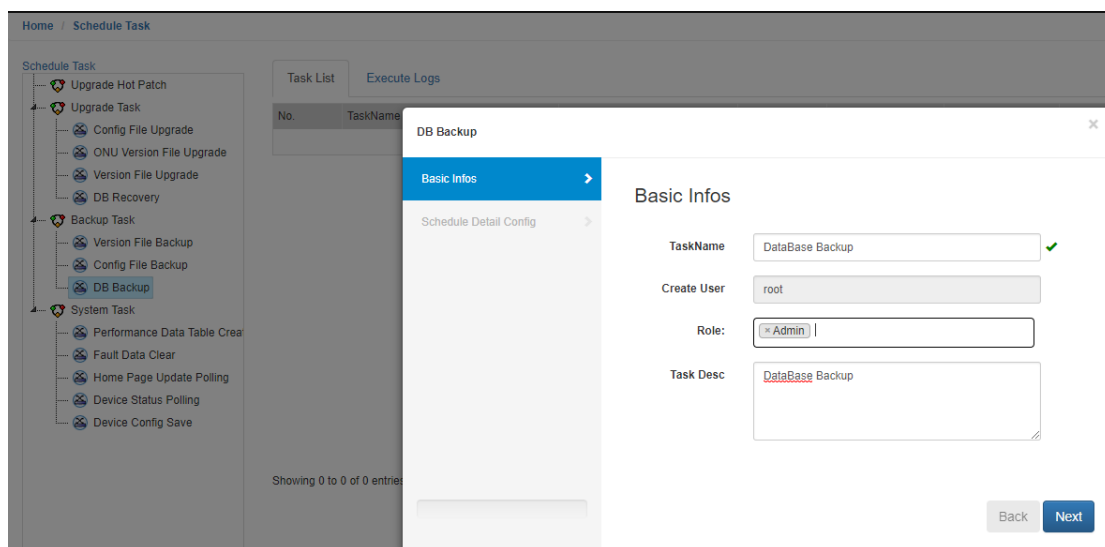 Home / Schedule Task
Schedule Task
Upgrade Hot Patch
Upgrade Task
Config File Upgrade
ONU Version File Upgrade
Version File Upgrade
DB Recovery
Backup Task
Version File Backup
Config File Backup
DB Backup
System Task
Performance Data Table Crea
Fault Data Clear
Home Page Update Polling
Device Status Polling
Device Config Save
Task List Execute Logs
No. TaskName
Showing 0 to 0 of 0 entries
DB Backup ×
Basic Infos
Schedule Detail Config
Basic Infos
TaskName DataBase Backup
Create User root
Role: × Admin
Task Desc DataBase Backup
Back Next